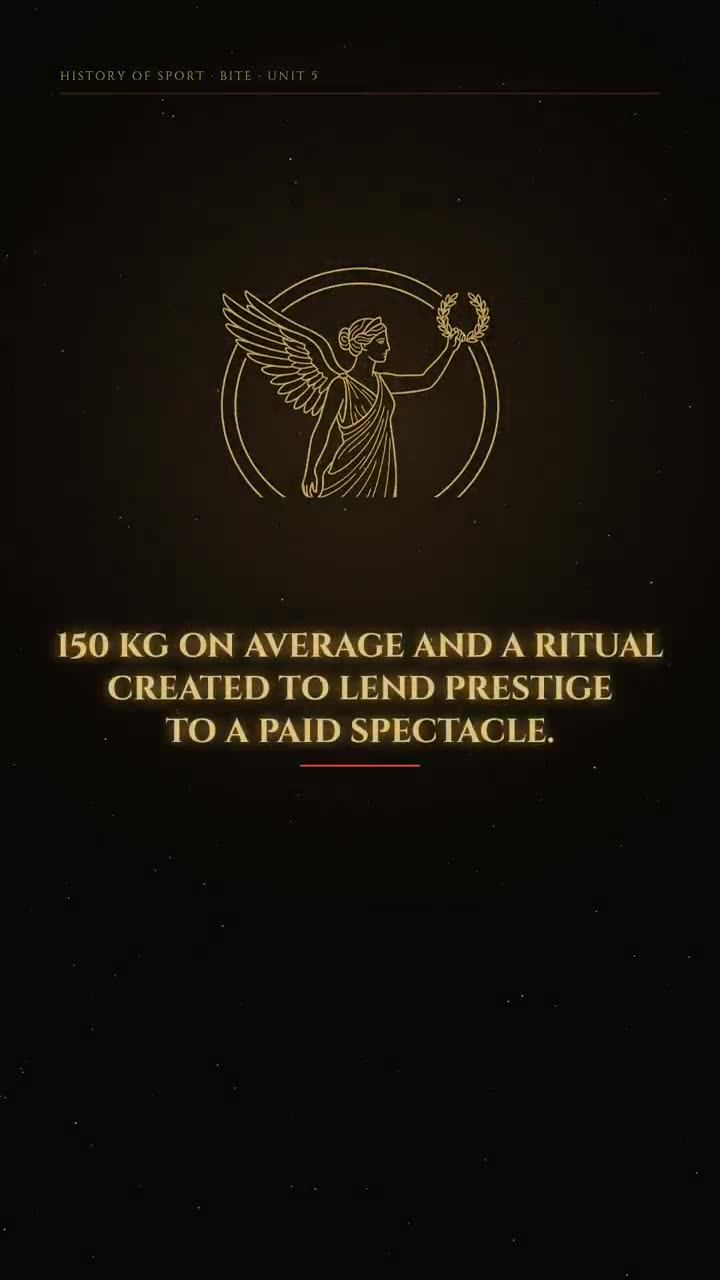 HISTORY OF SPORT · BITE · UNIT 5
150 KG ON AVERAGE AND A RITUAL
CREATED TO LEND PRESTIGE
TO A PAID SPECTACLE.